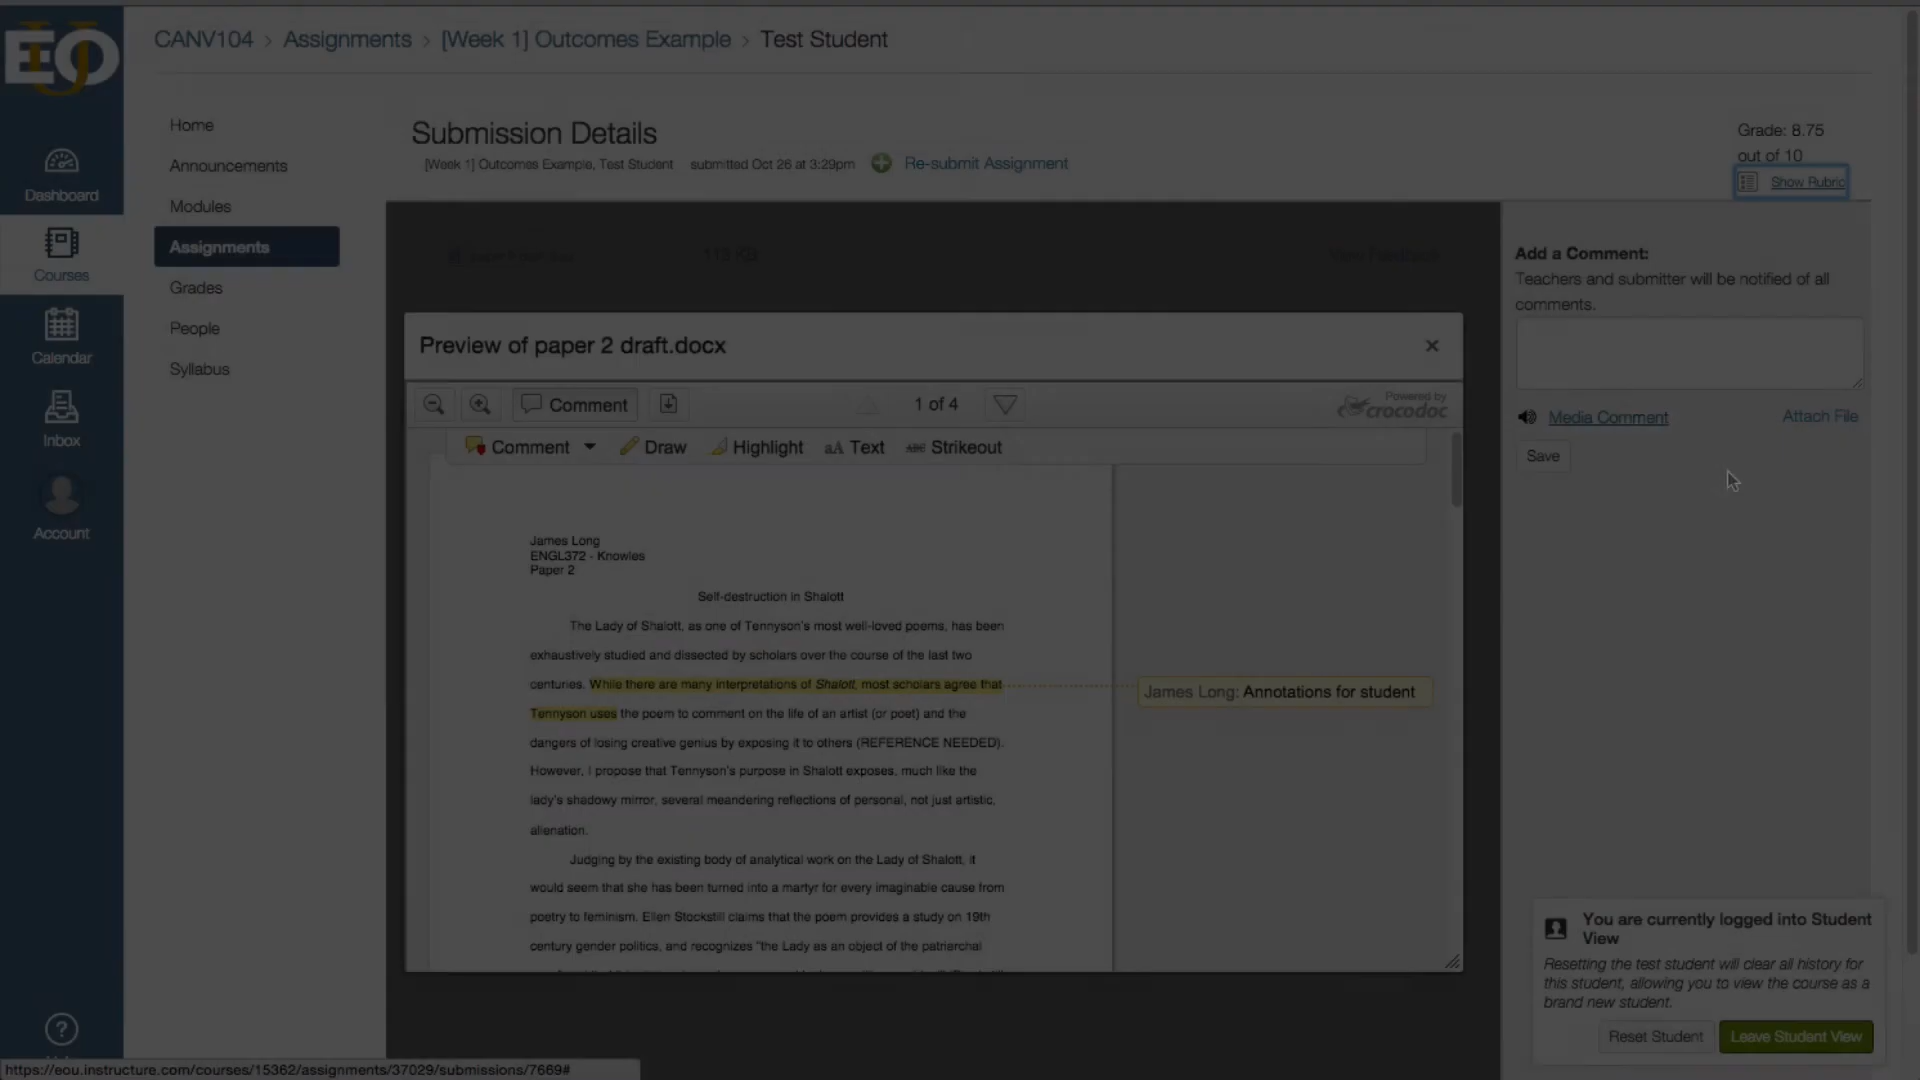 CANV104 > Assignments > [Week 1] Outcomes Example > Test Student
EOU
Dashboard
Courses
Calendar
Inbox
Account
Home
Announcements
Modules
Assignments
Grades
People
Syllabus
Submission Details
[Week 1] Outcomes Example, Test Student submitted Oct 26 at 3:29pm Re-submit Assignment
Grade: 8.75
out of 10
Show Rubric
113 KB
View Feedback
Preview of paper 2 draft.docx ×
Comment 1 of 4 Powered by
crocodoc
Comment Draw Highlight aA Text ABC Strikeout
James Long
ENGL372 - Knowles
Paper 2
Self-destruction in Shalott
The Lady of Shalott, as one of Tennyson's most well-loved poems, has been
exhaustively studied and dissected by scholars over the course of the last two
centuries. While there are many interpretations of Shalott, most scholars agree that
Tennyson uses the poem to comment on the life of an artist (or poet) and the
dangers of losing creative genius by exposing it to others (REFERENCE NEEDED).
However, I propose that Tennyson's purpose in Shalott exposes, much like the
lady's shadowy mirror, several meandering reflections of personal, not just artistic,
alienation.
Judging by the existing body of analytical work on the Lady of Shalott, it
would seem that she has been turned into a martyr for every imaginable cause from
poetry to feminism. Ellen Stockstill claims that the poem provides a study on 19th
century gender politics, and recognizes "the Lady as an object of the patriarchal
James Long: Annotations for student
Add a Comment:
Teachers and submitter will be notified of all
comments.
Media Comment Attach File
Save
You are currently logged into Student
View
Resetting the test student will clear all history for
this student, allowing you to view the course as a
brand new student.
Reset Student Leave Student View
https://eou.instructure.com/courses/15362/assignments/37029/submissions/7669#